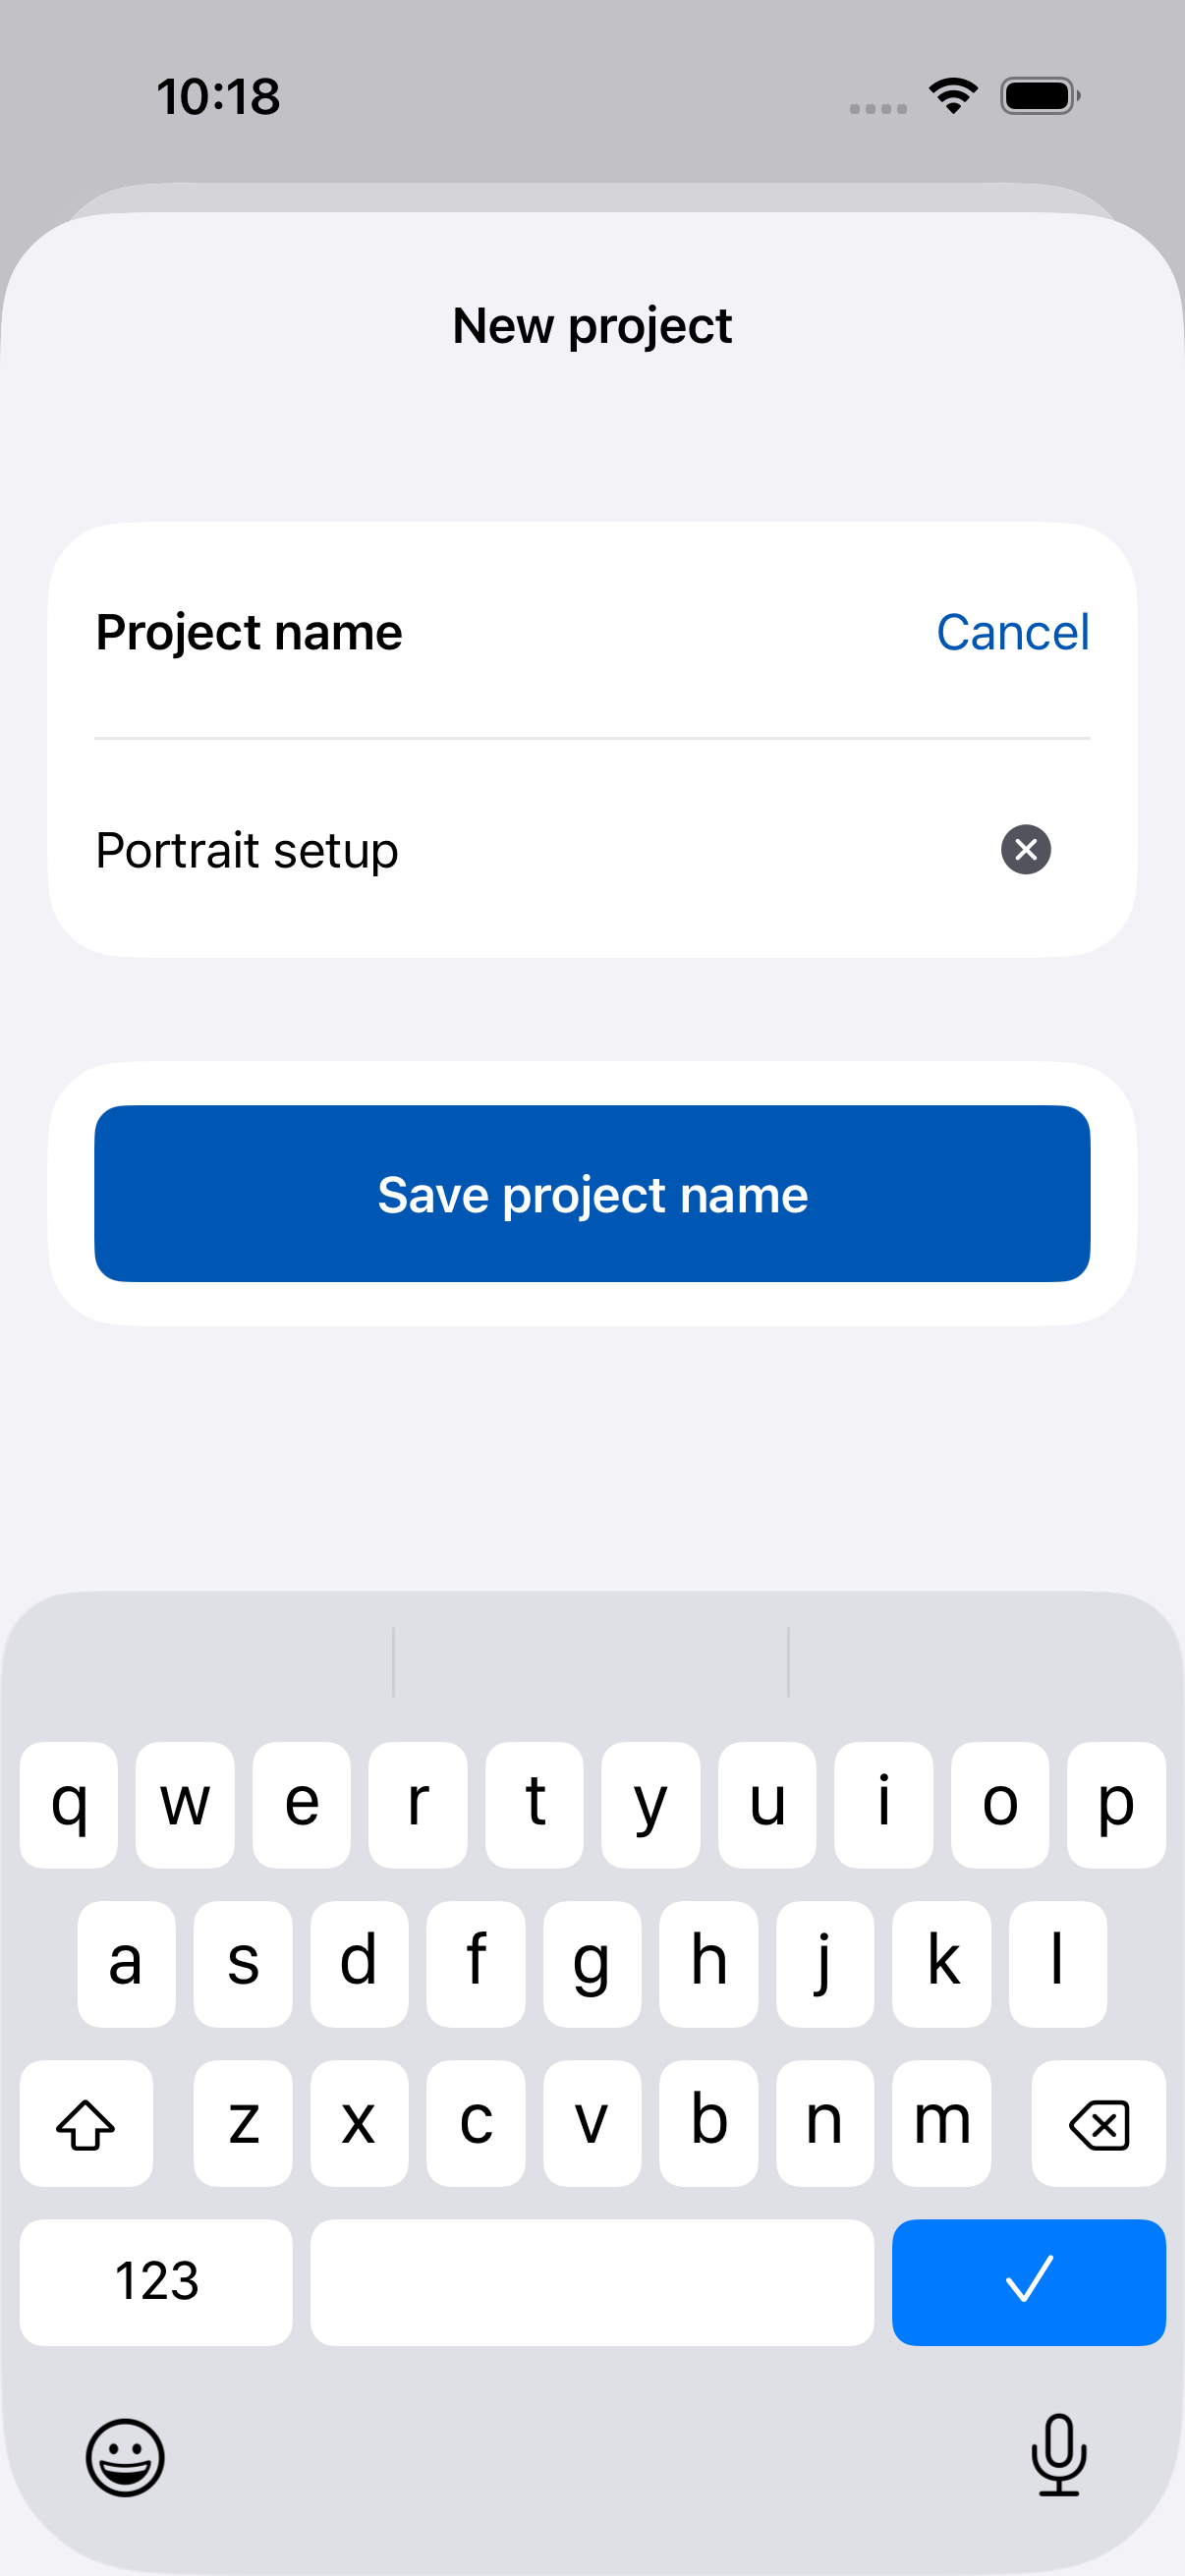 10:18
New project
Project name
Cancel
Portrait setup
Save project name
q w e r t y u i o p
a s d f g h j k l
z x c v b n m
123